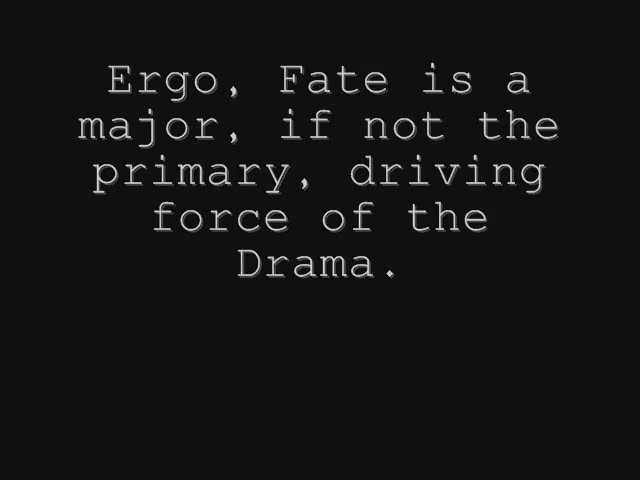 Ergo, Fate is a
major, if not the
primary, driving
force of the
Drama.